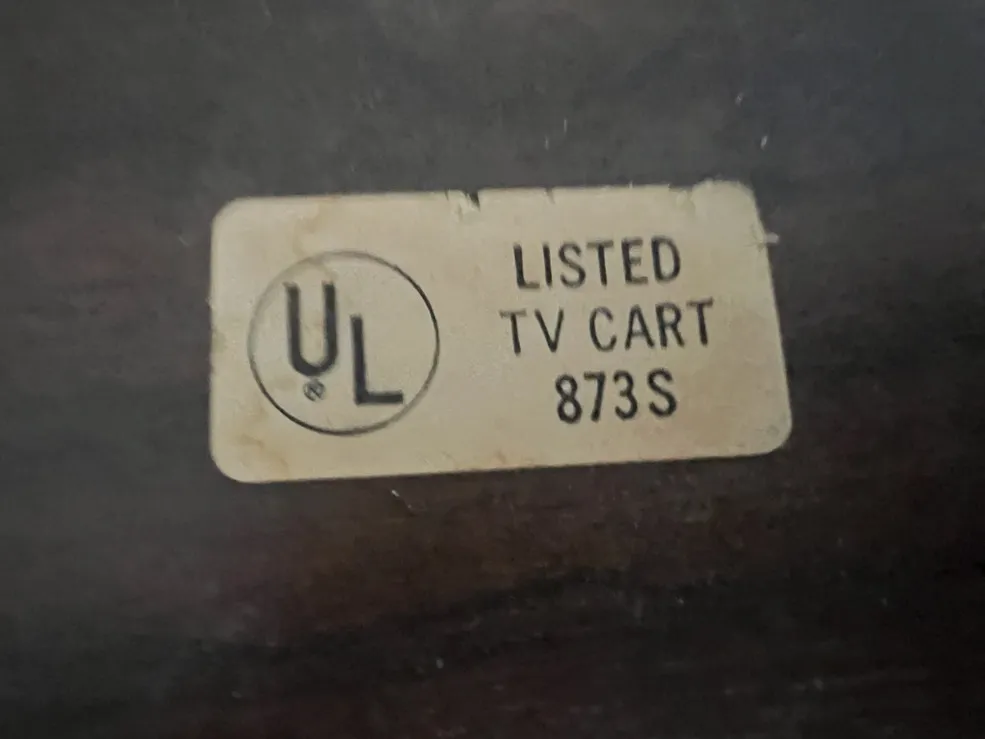 UL
®
LISTED
TV CART
873S